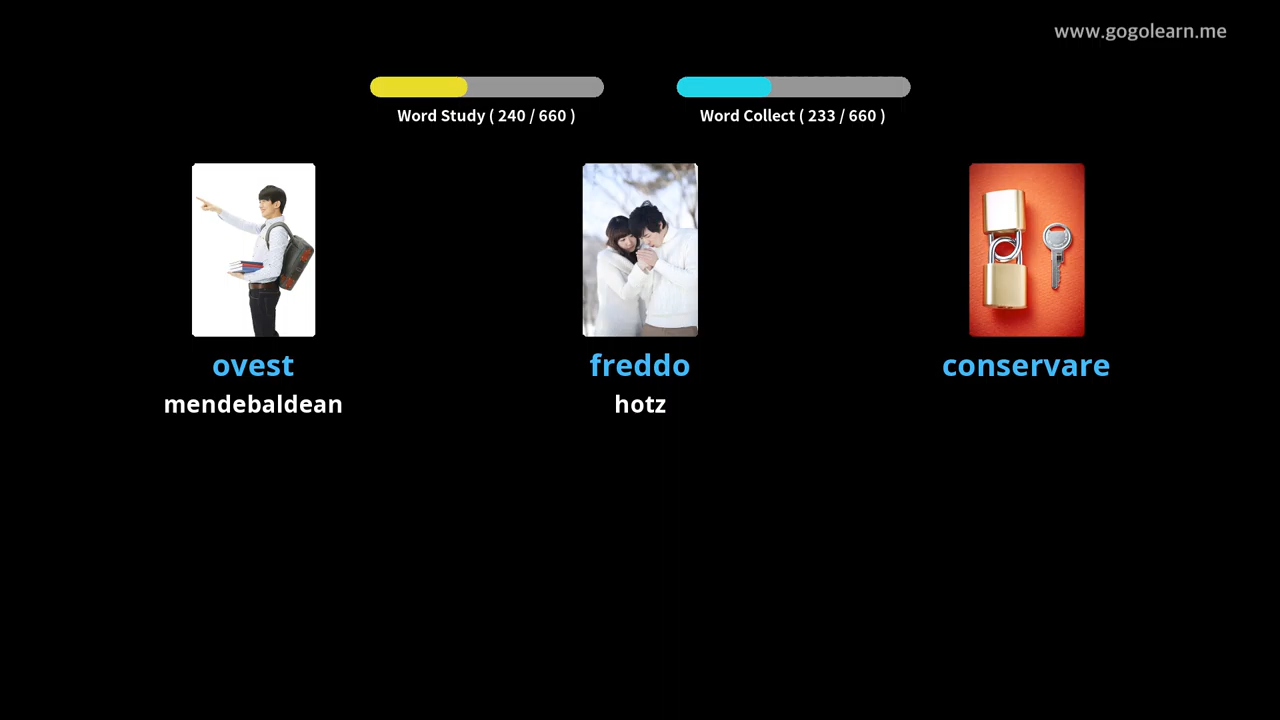 www.gogolearn.me
Word Study ( 240 / 660 )
Word Collect ( 233 / 660 )
ovest
mendebaldean
freddo
hotz
conservare